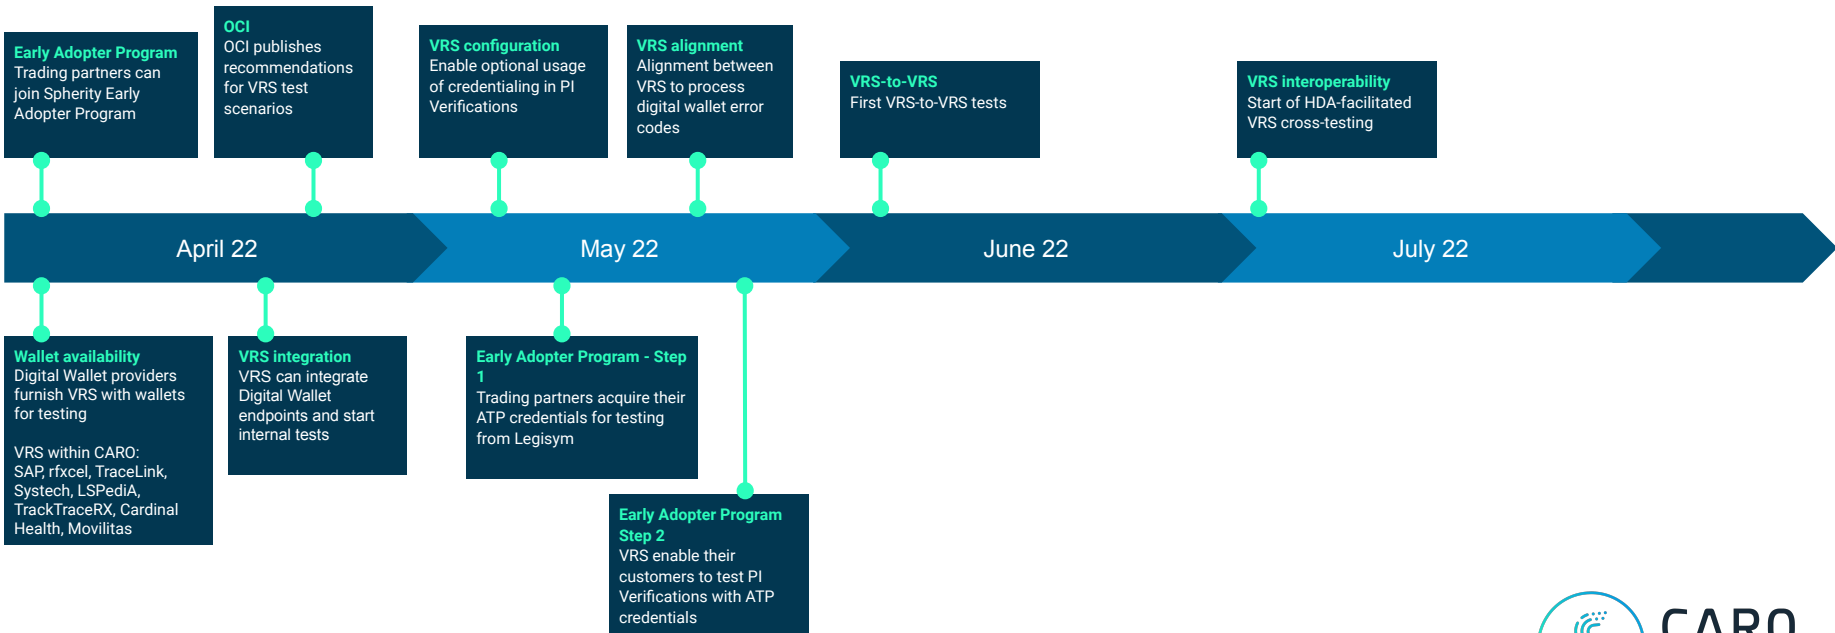 Early Adopter Program
Trading partners can
join Spherity Early
Adopter Program
OCI
OCI publishes
recommendations
for VRS test
scenarios
VRS configuration
Enable optional usage
of credentialing in PI
Verifications
VRS alignment
Alignment between
VRS to process
digital wallet error
codes
VRS-to-VRS
First VRS-to-VRS tests
VRS interoperability
Start of HDA-facilitated
VRS cross-testing
April 22
May 22
June 22
July 22
Wallet availability
Digital Wallet providers
furnish VRS with wallets
for testing
VRS within CARO:
SAP, rfxcel, TraceLink,
Systech, LSPediA,
TrackTraceRX, Cardinal
Health, Movilitas
VRS integration
VRS can integrate
Digital Wallet
endpoints and start
internal tests
Early Adopter Program - Step
1
Trading partners acquire their
ATP credentials for testing
from Legisym
Early Adopter Program
Step 2
VRS enable their
customers to test PI
Verifications with ATP
credentials
CARO